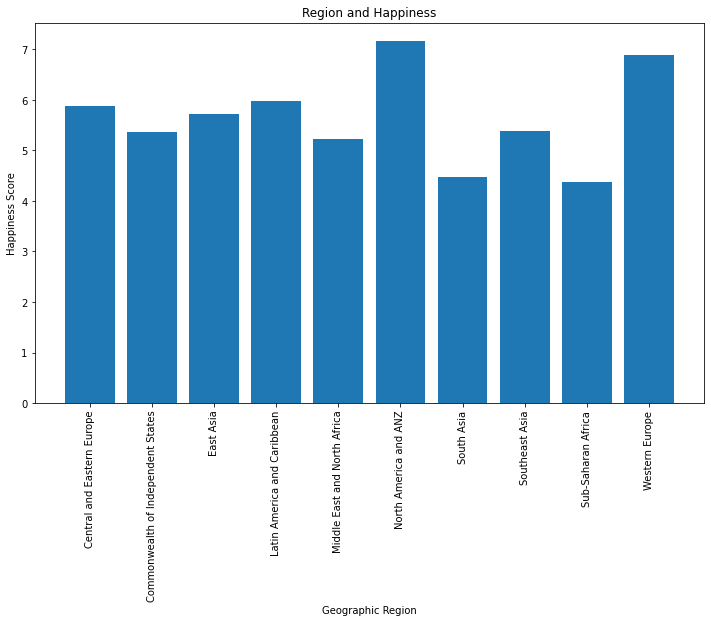 Region and Happiness
Happiness Score
7
6
5
4
3
2
1
0
Central and Eastern Europe
Commonwealth of Independent States
East Asia
Latin America and Caribbean
Middle East and North Africa
North America and ANZ
South Asia
Southeast Asia
Sub-Saharan Africa
Western Europe
Geographic Region